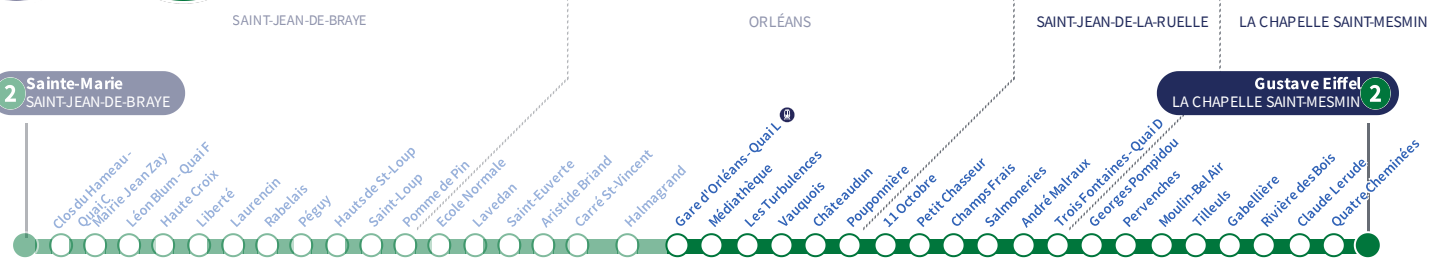 SAINT-JEAN-DE-BRAYE
ORLÉANS
SAINT-JEAN-DE-LA-RUELLE
LA CHAPELLE SAINT-MESMIN
2
Sainte-Marie
SAINT-JEAN-DE-BRAYE
Gustave Eiffel
LA CHAPELLE SAINT-MESMIN
2
Clos du Hameau -
Quai C
Mairie Jean Zay
Léon Blum - Quai F
Haute Croix
Liberté
Laurencin
Rabelais
Péguy
Hauts de St-Loup
Saint-Loup
Pomme de Pin
Ecole Normale
Lavedan
Saint-Euverte
Aristide Briand
Carré St-Vincent
Halmagrand
Gare d'Orléans - Quai L
Médiathèque
Les Turbulences
Vauquois
Châteaudun
Pouponnière
11 Octobre
Petit Chasseur
Champs Frais
Salmoneries
André Malraux
Trois Fontaines - Quai D
Georges Pompidou
Pervenches
Moulin-Bel Air
Tilleuls
Gabellière
Rivière des Bois
Claude Lerude
Quatre Cheminées